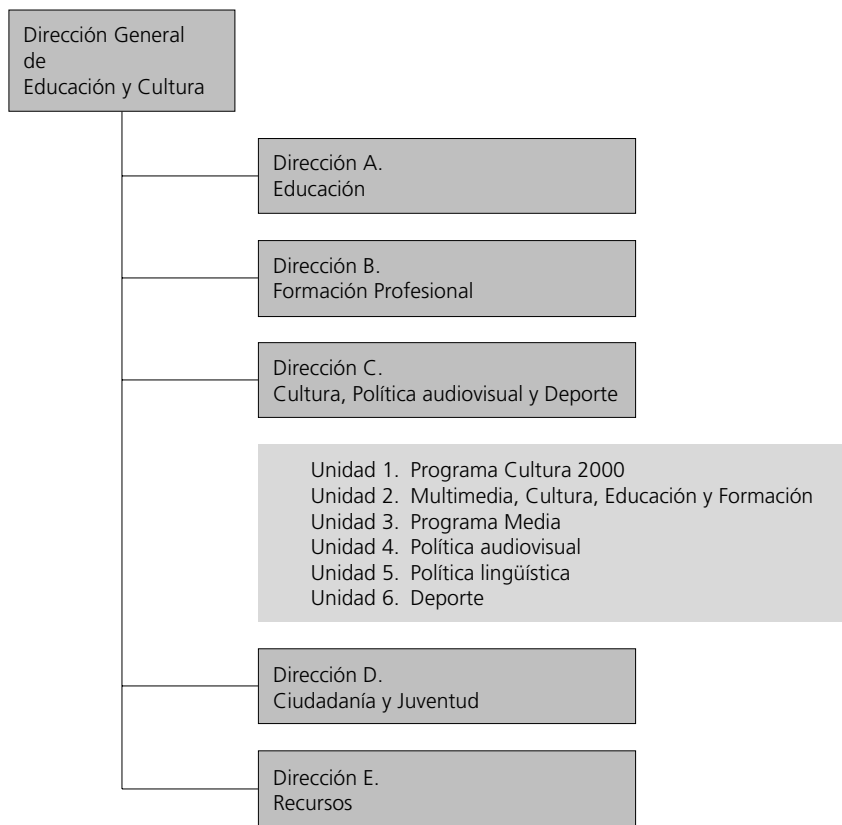 Dirección General
de
Educación y Cultura
Dirección A.
Educación
Dirección B.
Formación Profesional
Dirección C.
Cultura, Política audiovisual y Deporte
Unidad 1. Programa Cultura 2000
Unidad 2. Multimedia, Cultura, Educación y Formación
Unidad 3. Programa Media
Unidad 4. Política audiovisual
Unidad 5. Política lingüística
Unidad 6. Deporte
Dirección D.
Ciudadanía y Juventud
Dirección E.
Recursos